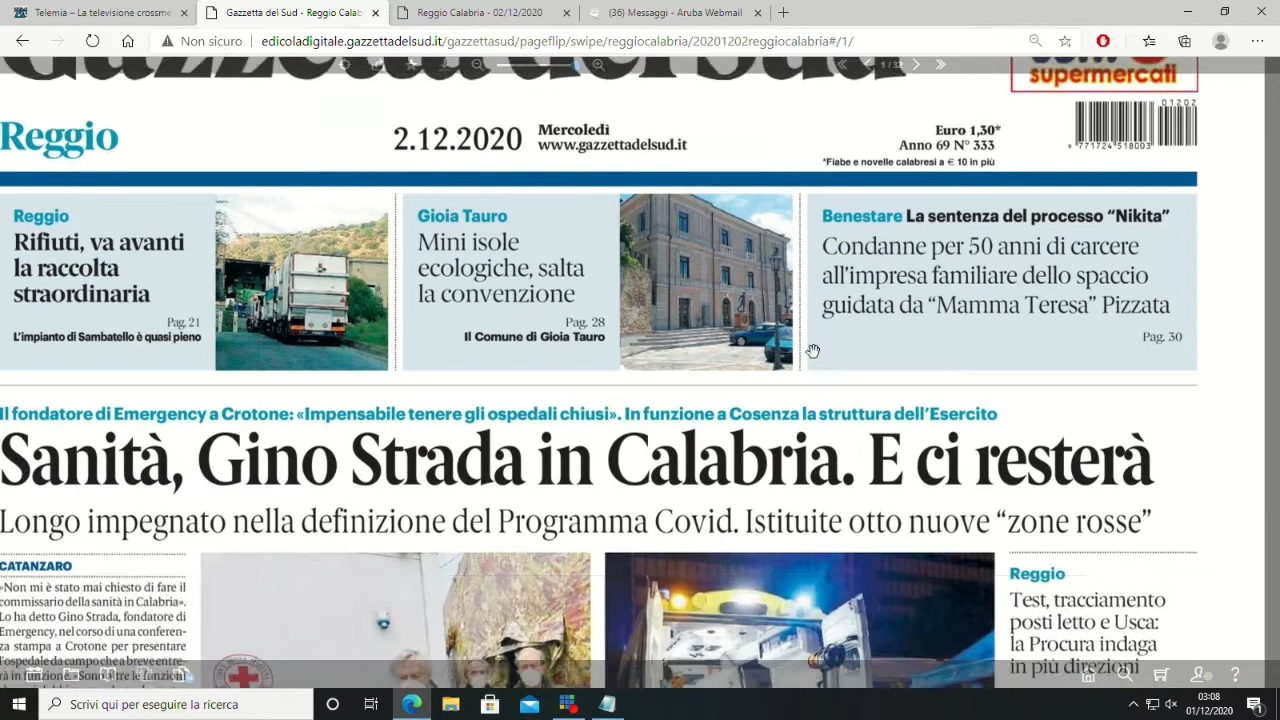 Telemia – La televisione crossme
Gazzetta del Sud - Reggio Calab
Reggio Calabria - 02/12/2020
(36) Messaggi - Aruba Webmail
Non sicuro | edicoladigitale.gazzettadelsud.it/gazzettasud/pageflip/swipe/reggiocalabria/20201202reggiocalabria#/1/
Gazzetta del Sud
supermercati
Reggio
2.12.2020
Mercoledì
www.gazzettadelsud.it
Euro 1,30*
Anno 69 N° 333
*Fiabe e novelle calabresi a € 10 in più
01202
9 771724 518003
Reggio
Rifiuti, va avanti
la raccolta
straordinaria
Pag. 21
L'impianto di Sambatello è quasi pieno
Gioia Tauro
Mini isole
ecologiche, salta
la convenzione
Pag. 28
Il Comune di Gioia Tauro
Benestare La sentenza del processo "Nikita"
Condanne per 50 anni di carcere
all'impresa familiare dello spaccio
guidata da "Mamma Teresa" Pizzata
Pag. 30
Il fondatore di Emergency a Crotone: «Impensabile tenere gli ospedali chiusi». In funzione a Cosenza la struttura dell'Esercito
Sanità, Gino Strada in Calabria. E ci resterà
Longo impegnato nella definizione del Programma Covid. Istituite otto nuove "zone rosse"
CATANZARO
«Non mi è stato mai chiesto di fare il
commissario della sanità in Calabria».
Lo ha detto Gino Strada, fondatore di
Emergency, nel corso di una conferen-
za stampa a Crotone per presentare
l'ospedale da campo che a breve entre-
rà in funzione.
Reggio
Test, tracciamento
posti letto e Usca:
la Procura indaga
in più direzioni
Scrivi qui per eseguire la ricerca
03:08
01/12/2020